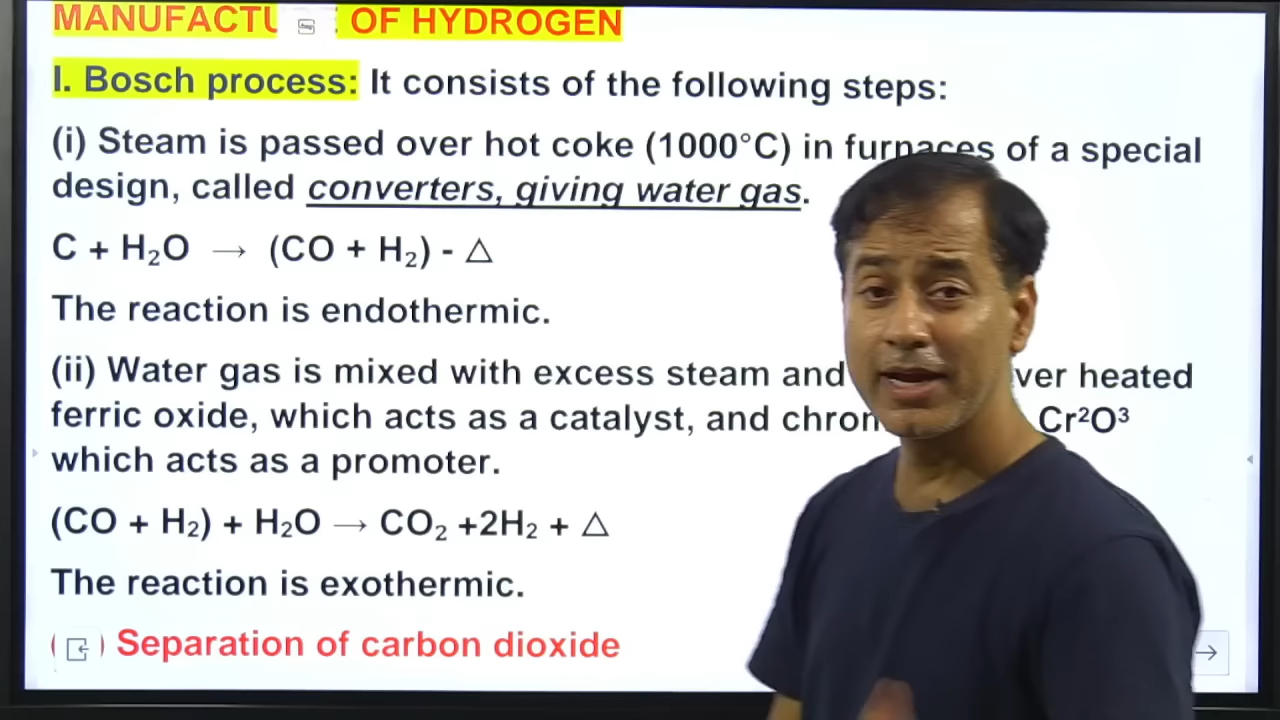 MANUFACTU OF HYDROGEN
I. Bosch process: It consists of the following steps:
(i) Steam is passed over hot coke (1000°C) in furnaces of a special
design, called converters, giving water gas.
C + H₂O → (CO + H₂) - △
The reaction is endothermic.
(ii) Water gas is mixed with excess steam and ver heated
ferric oxide, which acts as a catalyst, and chron Cr²O³
which acts as a promoter.
(CO + H₂) + H₂O → CO₂ +2H₂ + △
The reaction is exothermic.
( ) Separation of carbon dioxide